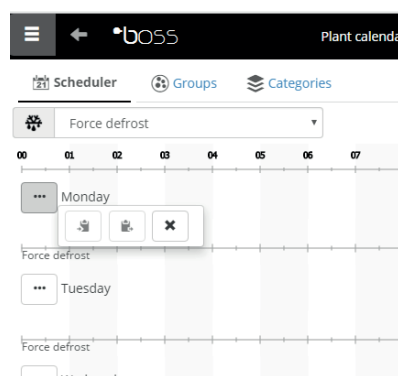 boss Plant calenda
21 Scheduler Groups Categories
Force defrost
00 01 02 03 04 05 06 07
••• Monday
Force defrost
••• Tuesday
Force defrost